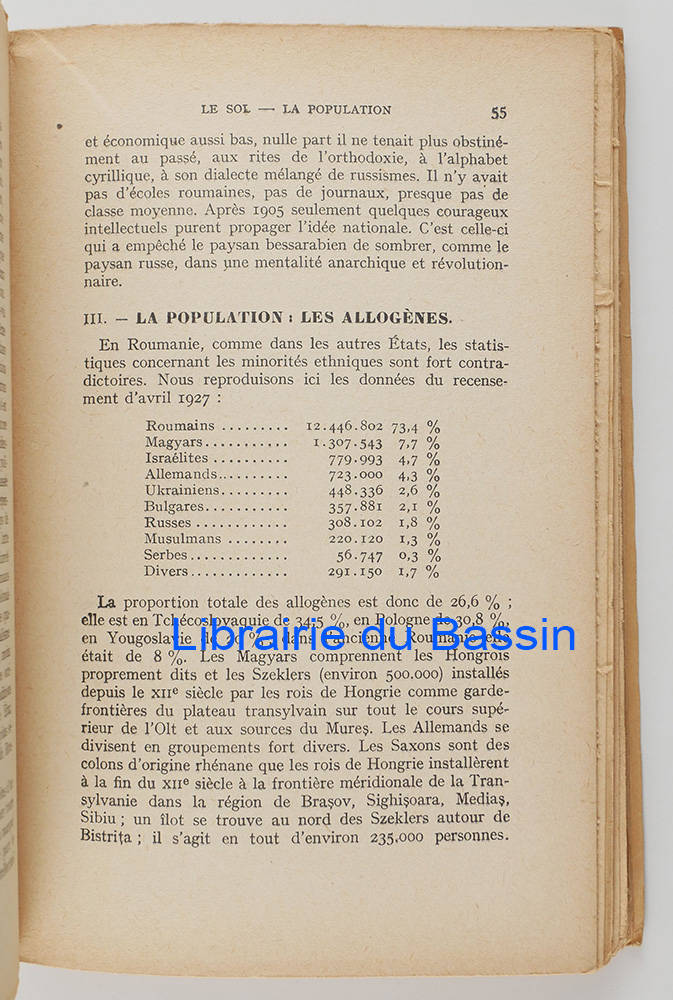 LE SOL — LA POPULATION 55
et économique aussi bas, nulle part il ne tenait plus obstiné-
ment au passé, aux rites de l'orthodoxie, à l'alphabet
cyrillique, à son dialecte mélangé de russismes. Il n'y avait
pas d'écoles roumaines, pas de journaux, presque pas de
classe moyenne. Après 1905 seulement quelques courageux
intellectuels purent propager l'idée nationale. C'est celle-ci
qui a empêché le paysan bessarabien de sombrer, comme le
paysan russe, dans une mentalité anarchique et révolution-
naire.
III. — LA POPULATION : LES ALLOGÈNES.
En Roumanie, comme dans les autres États, les statis-
tiques concernant les minorités ethniques sont fort contra-
dictoires. Nous reproduisons ici les données du recense-
ment d'avril 1927 :
Roumains ......... 12.446.802 73,4 %
Magyars........... 1.307.543 7,7 %
Israélites .......... 779.993 4,7 %
Allemands.......... 723.000 4,3 %
Ukrainiens......... 448.336 2,6 %
Bulgares........... 357.881 2,1 %
Russes ............ 308.102 1,8 %
Musulmans ........ 220.120 1,3 %
Serbes............. 56.747 0,3 %
Divers............. 291.150 1,7 %
La proportion totale des allogènes est donc de 26,6 % ;
elle est en Tchécoslovaquie de 34,5 %, en Pologne de 30,8 %,
en Yougoslavie de 20 %; dans l'ancienne Roumanie elle
Librairie du Bassin
était de 8 %. Les Magyars comprennent les Hongrois
proprement dits et les Szeklers (environ 500.000) installés
depuis le XIIe siècle par les rois de Hongrie comme garde-
frontières du plateau transylvain sur tout le cours supé-
rieur de l'Olt et aux sources du Mureş. Les Allemands se
divisent en groupements fort divers. Les Saxons sont des
colons d'origine rhénane que les rois de Hongrie installèrent
à la fin du XIIe siècle à la frontière méridionale de la Tran-
sylvanie dans la région de Braşov, Sighişoara, Mediaş,
Sibiu ; un îlot se trouve au nord des Szeklers autour de
Bistriţa ; il s'agit en tout d'environ 235.000 personnes.